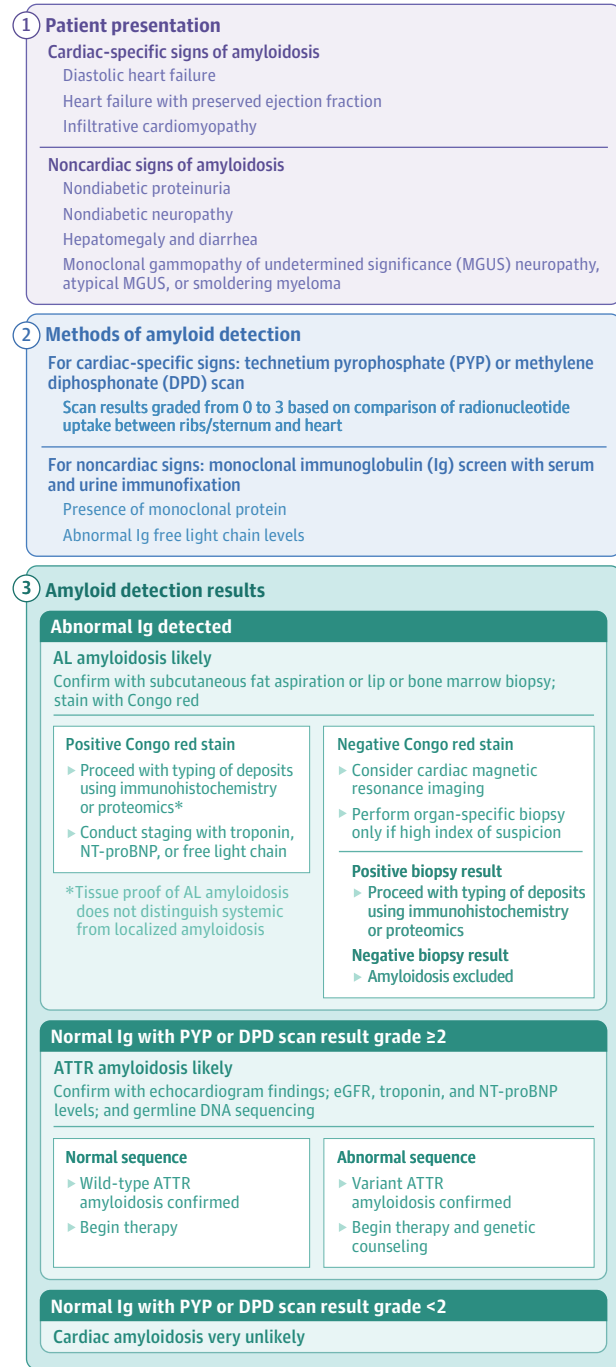 1 Patient presentation
Cardiac-specific signs of amyloidosis
Diastolic heart failure
Heart failure with preserved ejection fraction
Infiltrative cardiomyopathy
Noncardiac signs of amyloidosis
Nondiabetic proteinuria
Nondiabetic neuropathy
Hepatomegaly and diarrhea
Monoclonal gammopathy of undetermined significance (MGUS) neuropathy,
atypical MGUS, or smoldering myeloma
2 Methods of amyloid detection
For cardiac-specific signs: technetium pyrophosphate (PYP) or methylene
diphosphonate (DPD) scan
Scan results graded from 0 to 3 based on comparison of radionucleotide
uptake between ribs/sternum and heart
For noncardiac signs: monoclonal immunoglobulin (Ig) screen with serum
and urine immunofixation
Presence of monoclonal protein
Abnormal Ig free light chain levels
3 Amyloid detection results
Abnormal Ig detected
AL amyloidosis likely
Confirm with subcutaneous fat aspiration or lip or bone marrow biopsy;
stain with Congo red
Positive Congo red stain
▶ Proceed with typing of deposits
using immunohistochemistry
or proteomics*
▶ Conduct staging with troponin,
NT-proBNP, or free light chain
*Tissue proof of AL amyloidosis
does not distinguish systemic
from localized amyloidosis
Negative Congo red stain
▶ Consider cardiac magnetic
resonance imaging
▶ Perform organ-specific biopsy
only if high index of suspicion
Positive biopsy result
▶ Proceed with typing of deposits
using immunohistochemistry
or proteomics
Negative biopsy result
▶ Amyloidosis excluded
Normal Ig with PYP or DPD scan result grade ≥2
ATTR amyloidosis likely
Confirm with echocardiogram findings; eGFR, troponin, and NT-proBNP
levels; and germline DNA sequencing
Normal sequence
▶ Wild-type ATTR
amyloidosis confirmed
▶ Begin therapy
Abnormal sequence
▶ Variant ATTR
amyloidosis confirmed
▶ Begin therapy and genetic
counseling
Normal Ig with PYP or DPD scan result grade <2
Cardiac amyloidosis very unlikely